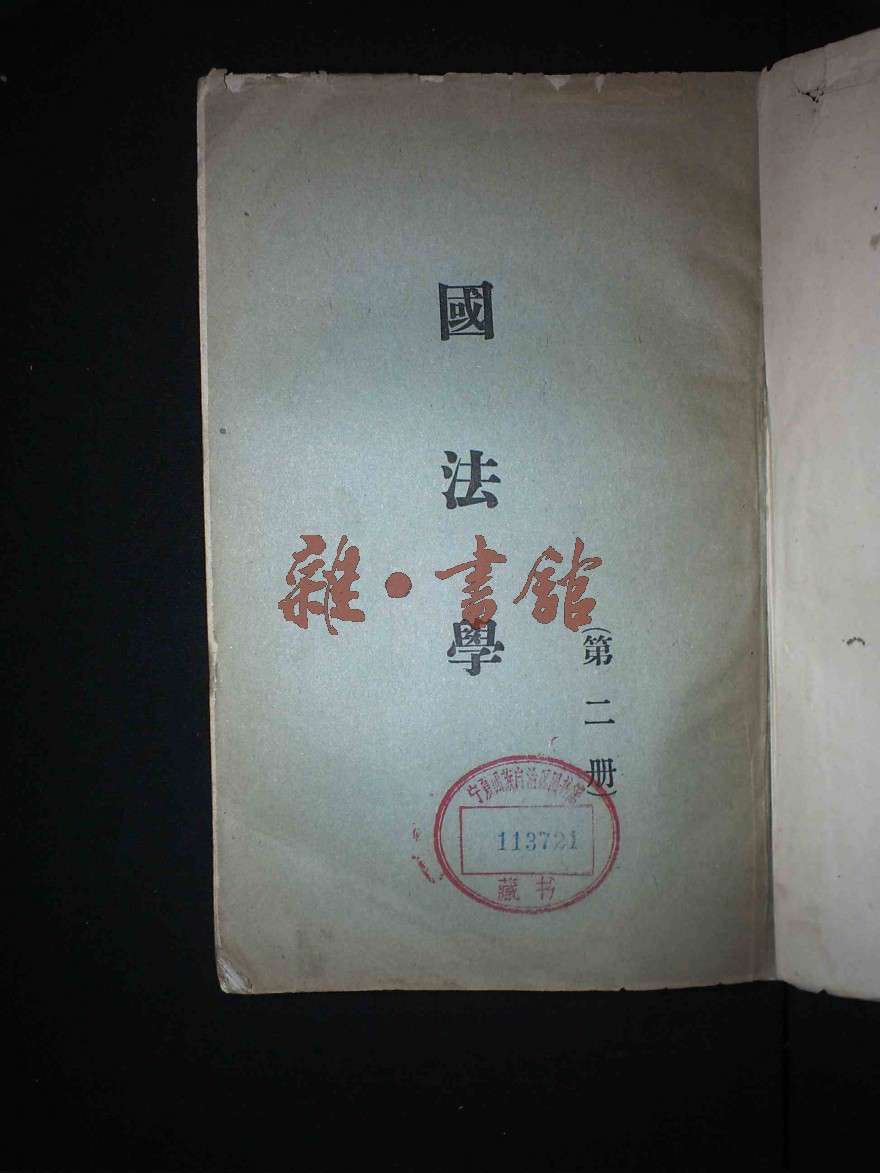 國法學
雜·書館
（第二册）
宁夏回族自治区图书馆
113721
藏书